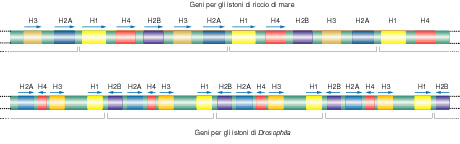 Geni per gli istoni di riccio di mare
H3 H2A H1 H4 H2B H3 H2A H1 H4 H2B H3 H2A H1 H4
H2A H4 H3 H1 H2B H2A H4 H3 H1 H2B H2A H4 H3 H1 H2B H2A H4 H3 H1 H2B
Geni per gli istoni di Drosophila